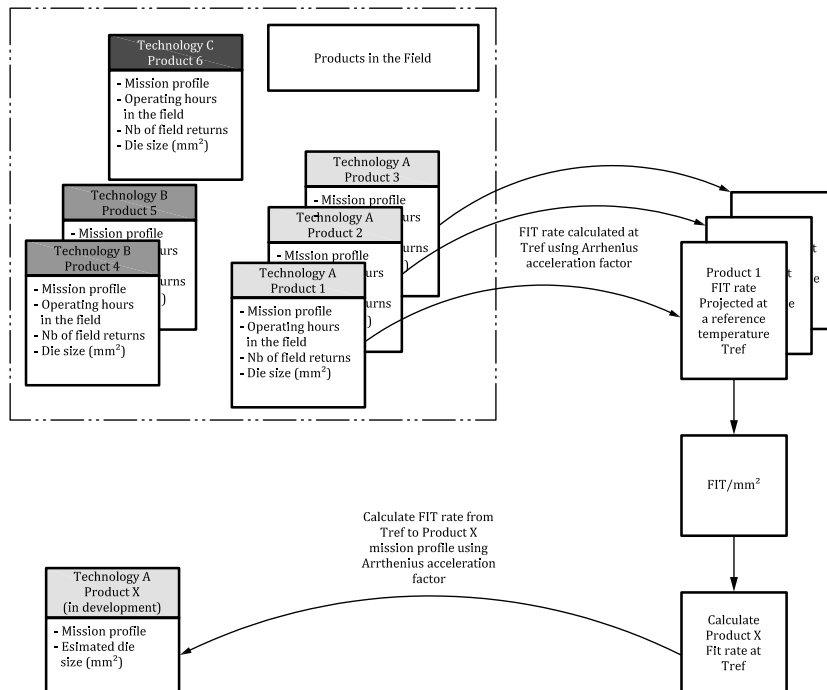 Technology C
Product 6
- Mission profile
- Operating hours
in the field
- Nb of field returns
- Die size (mm²)
Products in the Field
Technology A
Product 3
- Mission profile
Technology B
Product 5
- Mission profile
Technology A
Product 2
- Mission profile
Technology B
Product 4
- Mission profile
- Operating hours
in the field
- Nb of field returns
- Die size (mm²)
Technology A
Product 1
- Mission profile
- Operating hours
in the field
- Nb of field returns
- Die size (mm²)
FIT rate calculated at
Tref using Arrhenius
acceleration factor
Product 1
FIT rate
Projected at
a reference
temperature
Tref
FIT/mm²
Calculate FIT rate from
Tref to Product X
mission profile using
Arrthenius acceleration
factor
Technology A
Product X
(in development)
- Mission profile
- Esimated die
size (mm²)
Calculate
Product X
Fit rate at
Tref